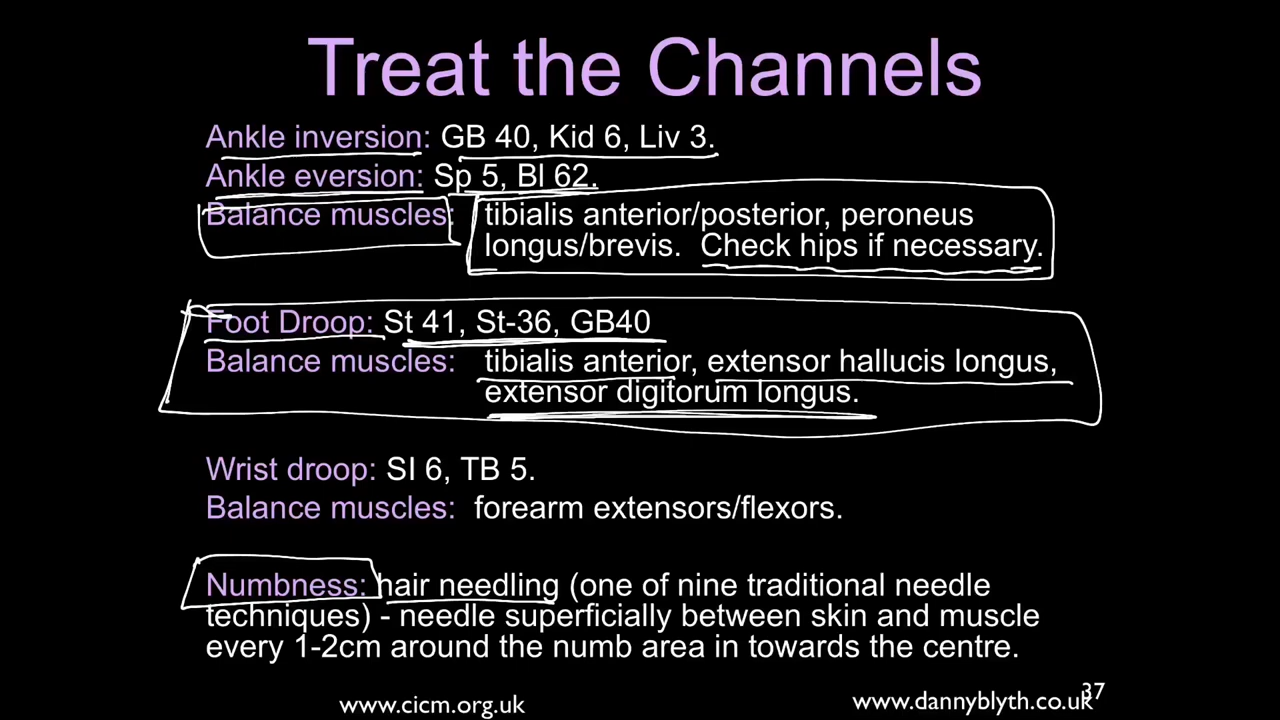 Treat the Channels
Ankle inversion: GB 40, Kid 6, Liv 3.
Ankle eversion: Sp 5, Bl 62.
Balance muscles: tibialis anterior/posterior, peroneus
longus/brevis. Check hips if necessary.
Foot Droop: St 41, St-36, GB40
Balance muscles: tibialis anterior, extensor hallucis longus,
extensor digitorum longus.
Wrist droop: SI 6, TB 5.
Balance muscles: forearm extensors/flexors.
Numbness: hair needling (one of nine traditional needle
techniques) - needle superficially between skin and muscle
every 1-2cm around the numb area in towards the centre.
www.cicm.org.uk
www.dannyblyth.co.uk
37